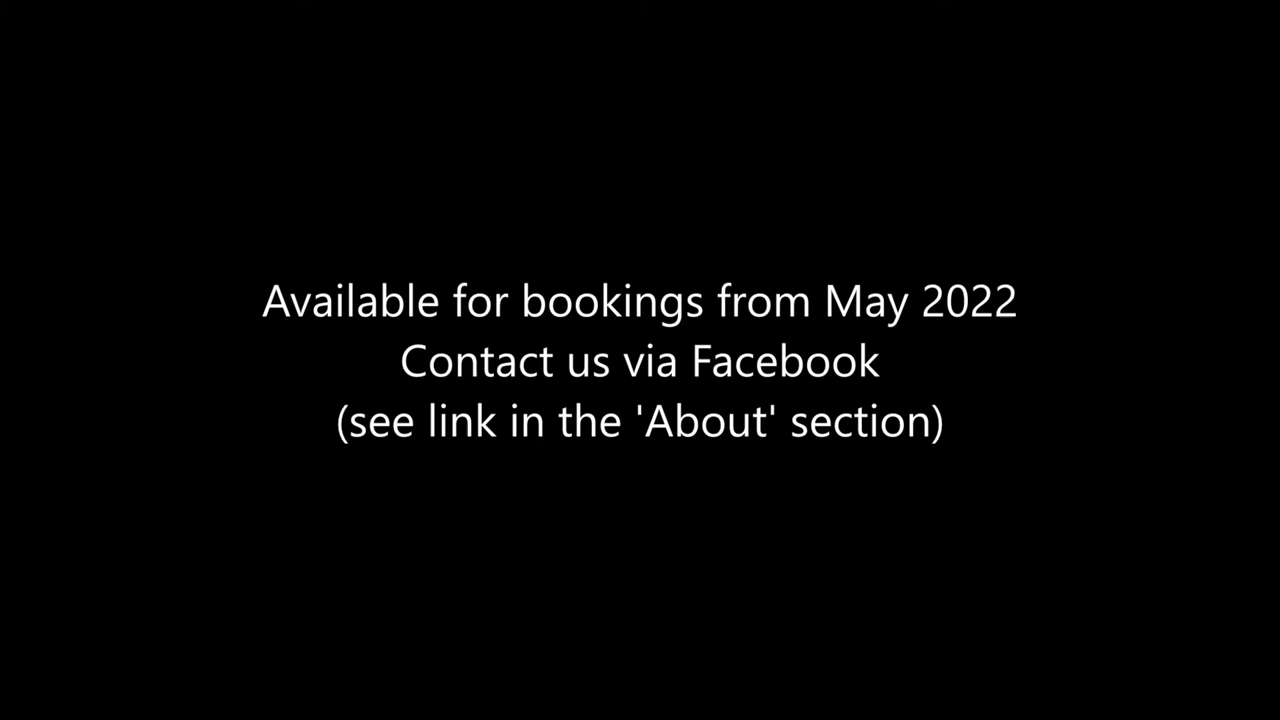 Available for bookings from May 2022
Contact us via Facebook
(see link in the 'About' section)